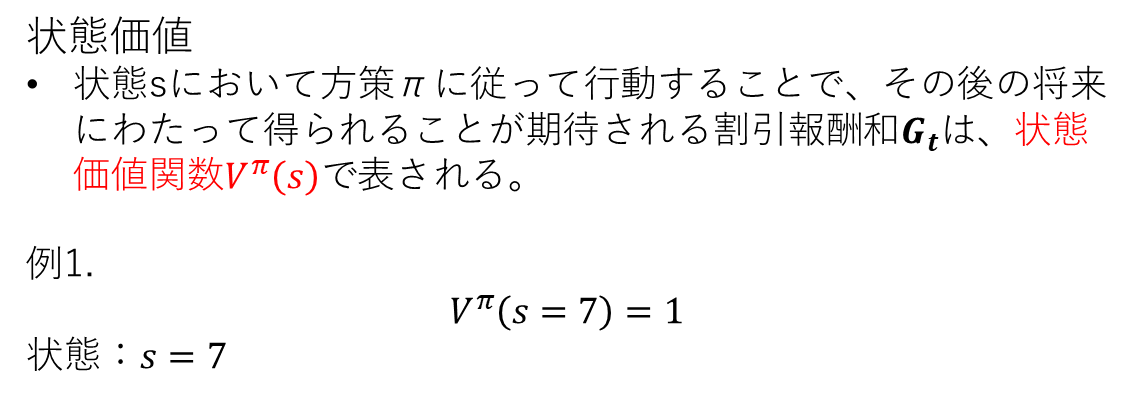 状態価値
• 状態sにおいて方策πに従って行動することで、その後の将来
にわたって得られることが期待される割引報酬和Gₜは、状態
価値関数V^π(s)で表される。
例1.
V^π(s = 7) = 1
状態：s = 7